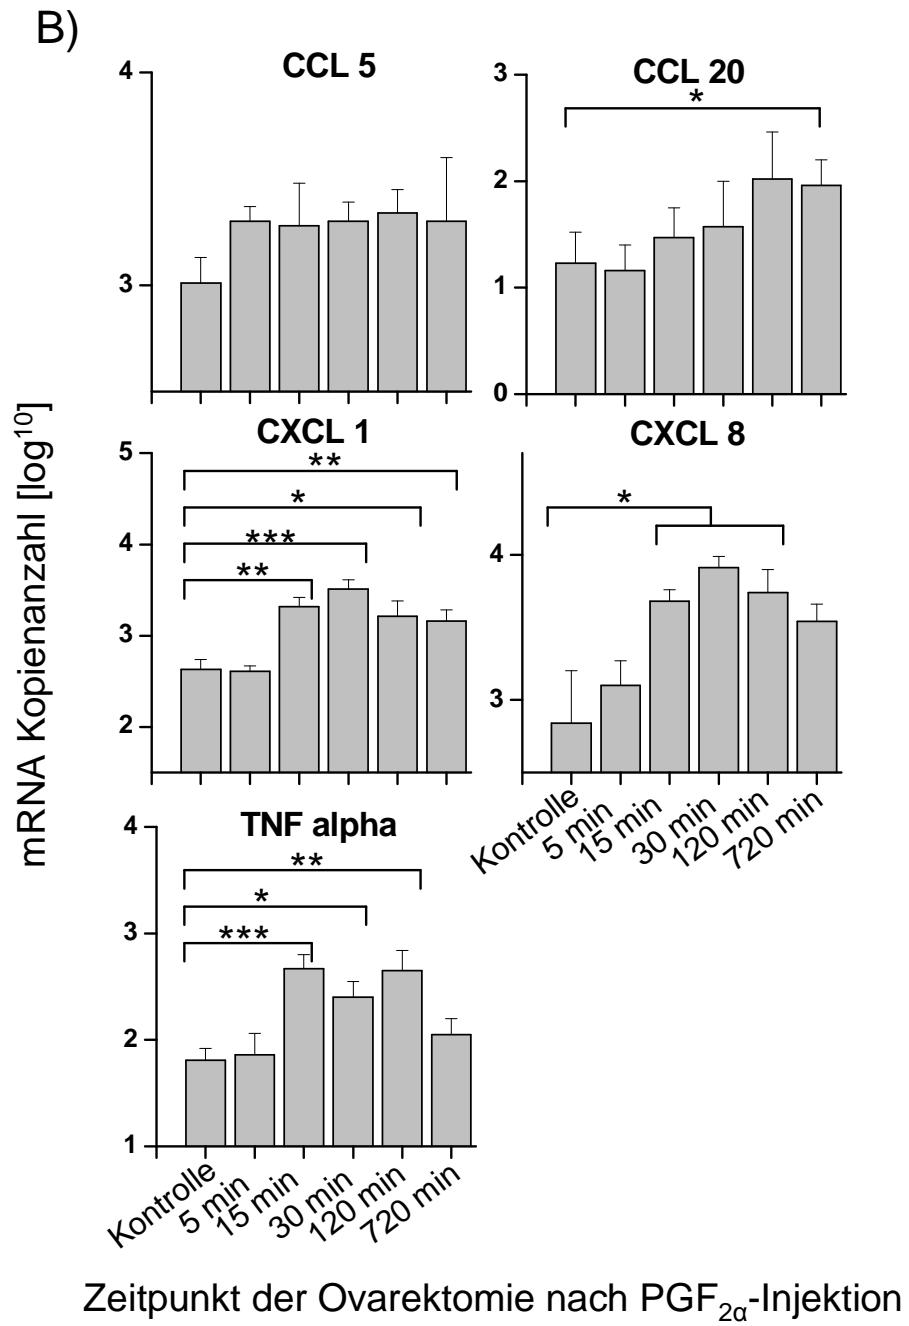 B)
CCL 5
4
3
CCL 20
*
3
2
1
0
mRNA Kopienanzahl [log10]
CXCL 1
5
4
3
2
**
*
***
**
CXCL 8
*
4
3
Kontrolle
5 min
15 min
30 min
120 min
720 min
TNF alpha
4
3
2
1
**
*
***
Kontrolle
5 min
15 min
30 min
120 min
720 min
Zeitpunkt der Ovarektomie nach PGF2α-Injektion